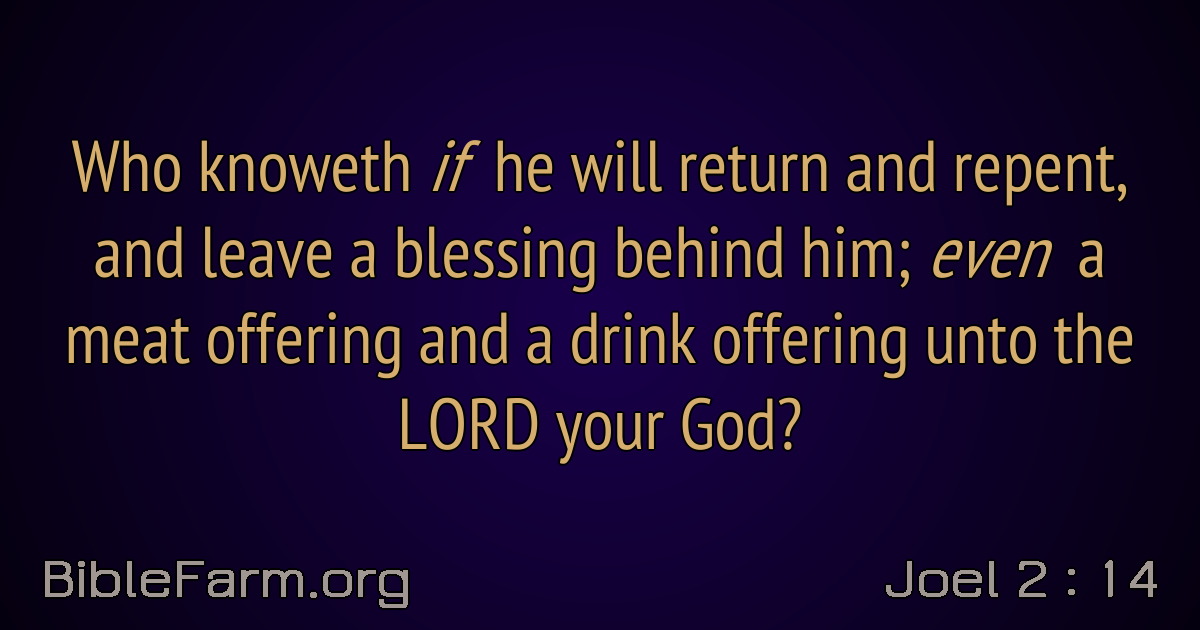 Who knoweth if he will return and repent,
and leave a blessing behind him; even a
meat offering and a drink offering unto the
LORD your God?
BibleFarm.org
Joel 2 : 14